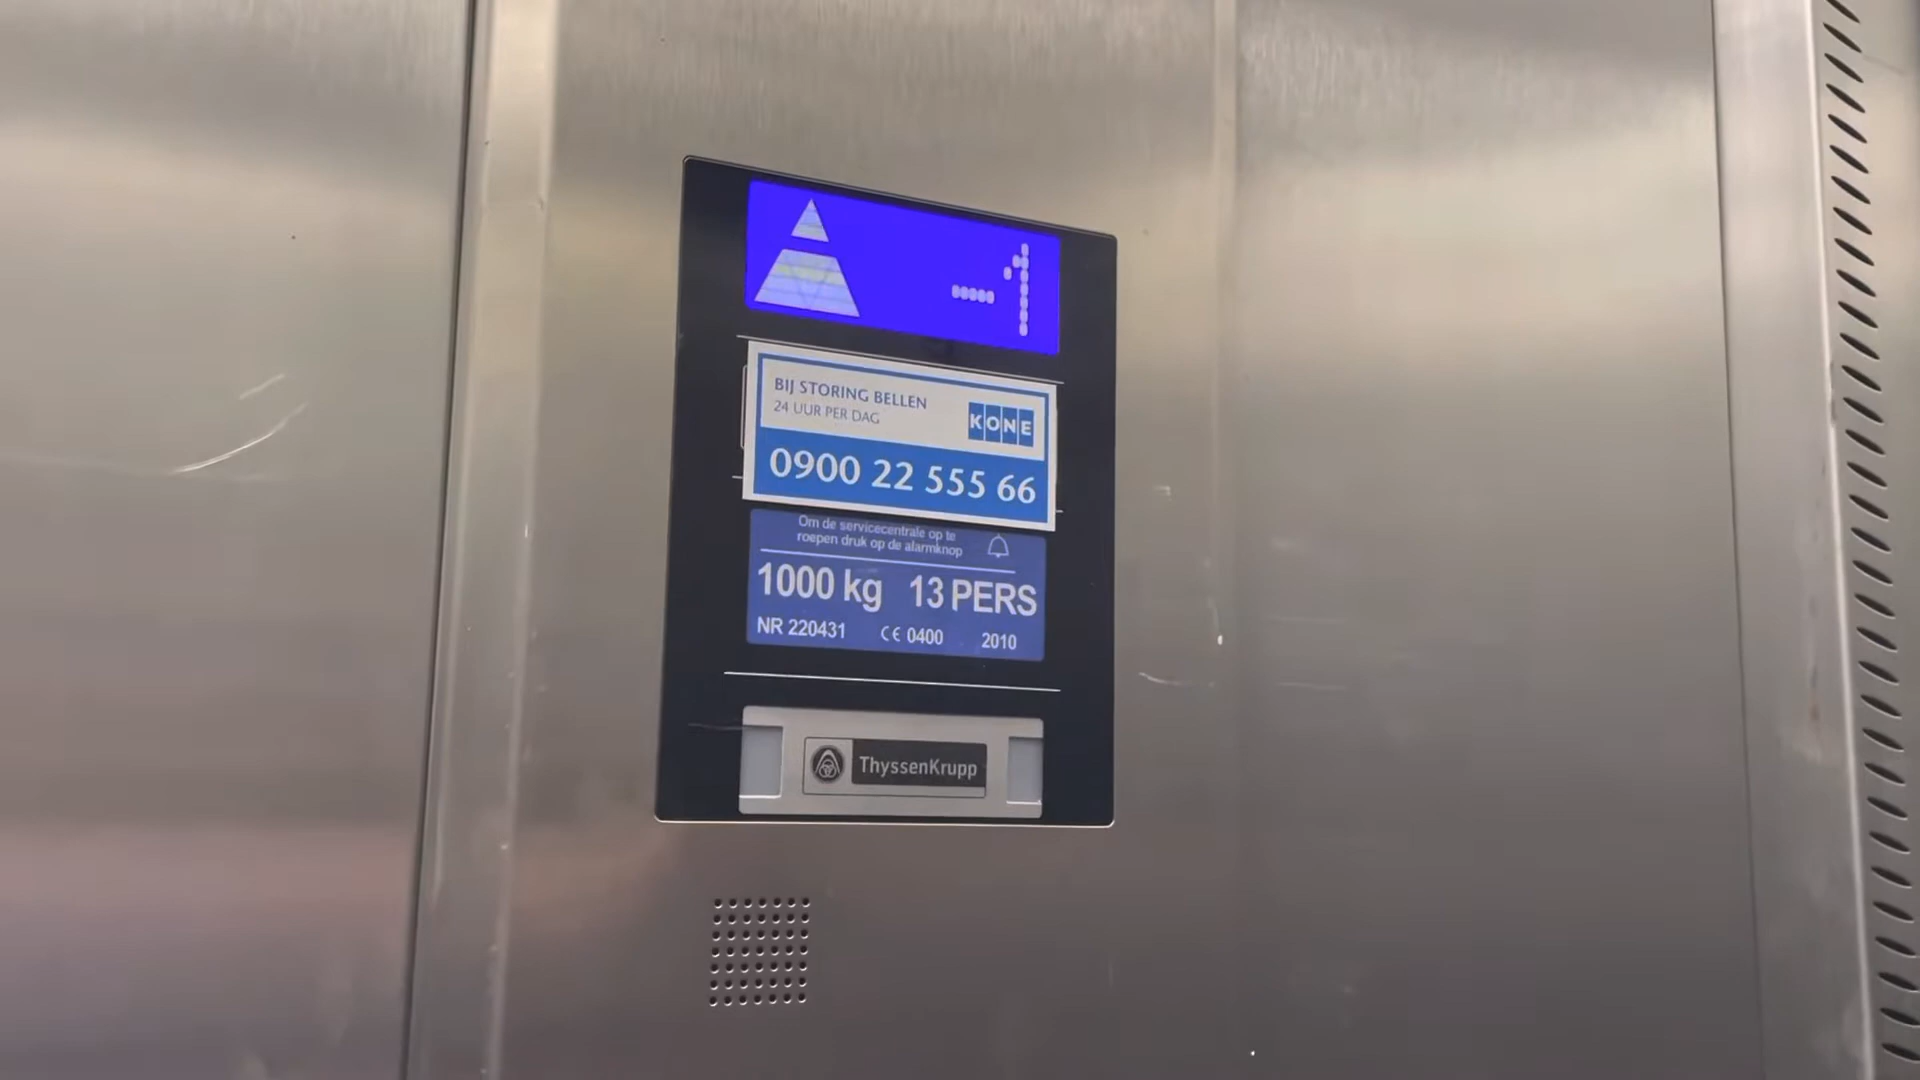 -1
BIJ STORING BELLEN
24 UUR PER DAG
KONE
0900 22 555 66
Om de servicecentrale op te
roepen druk op de alarmknop
1000 kg 13 PERS
NR 220431 CE 0400 2010
ThyssenKrupp